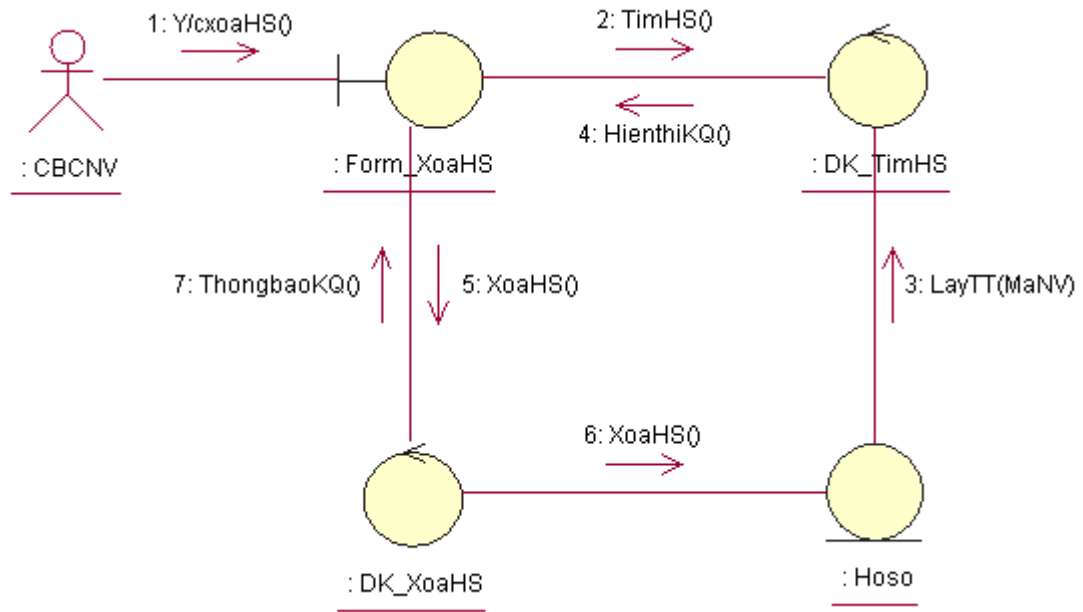 1: Y/cxoaHS()
2: TimHS()
4: HienthiKQ()
: CBCNV
: Form_XoaHS
: DK_TimHS
7: ThongbaoKQ()
5: XoaHS()
3: LayTT(MaNV)
6: XoaHS()
: DK_XoaHS
: Hoso